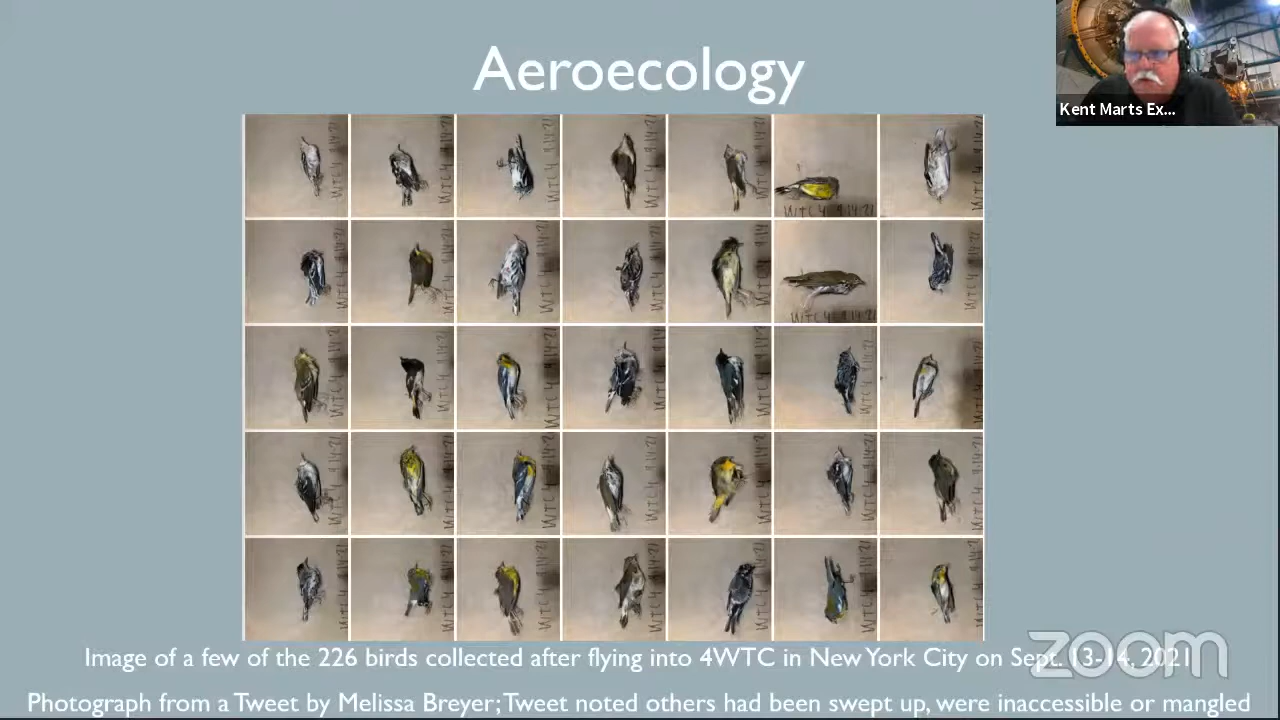 Aeroecology
Kent Marts Ex...
Image of a few of the 226 birds collected after flying into 4WTC in New York City on Sept. 13-14, 2021
Photograph from a Tweet by Melissa Breyer; Tweet noted others had been swept up, were inaccessible or mangled
zoom